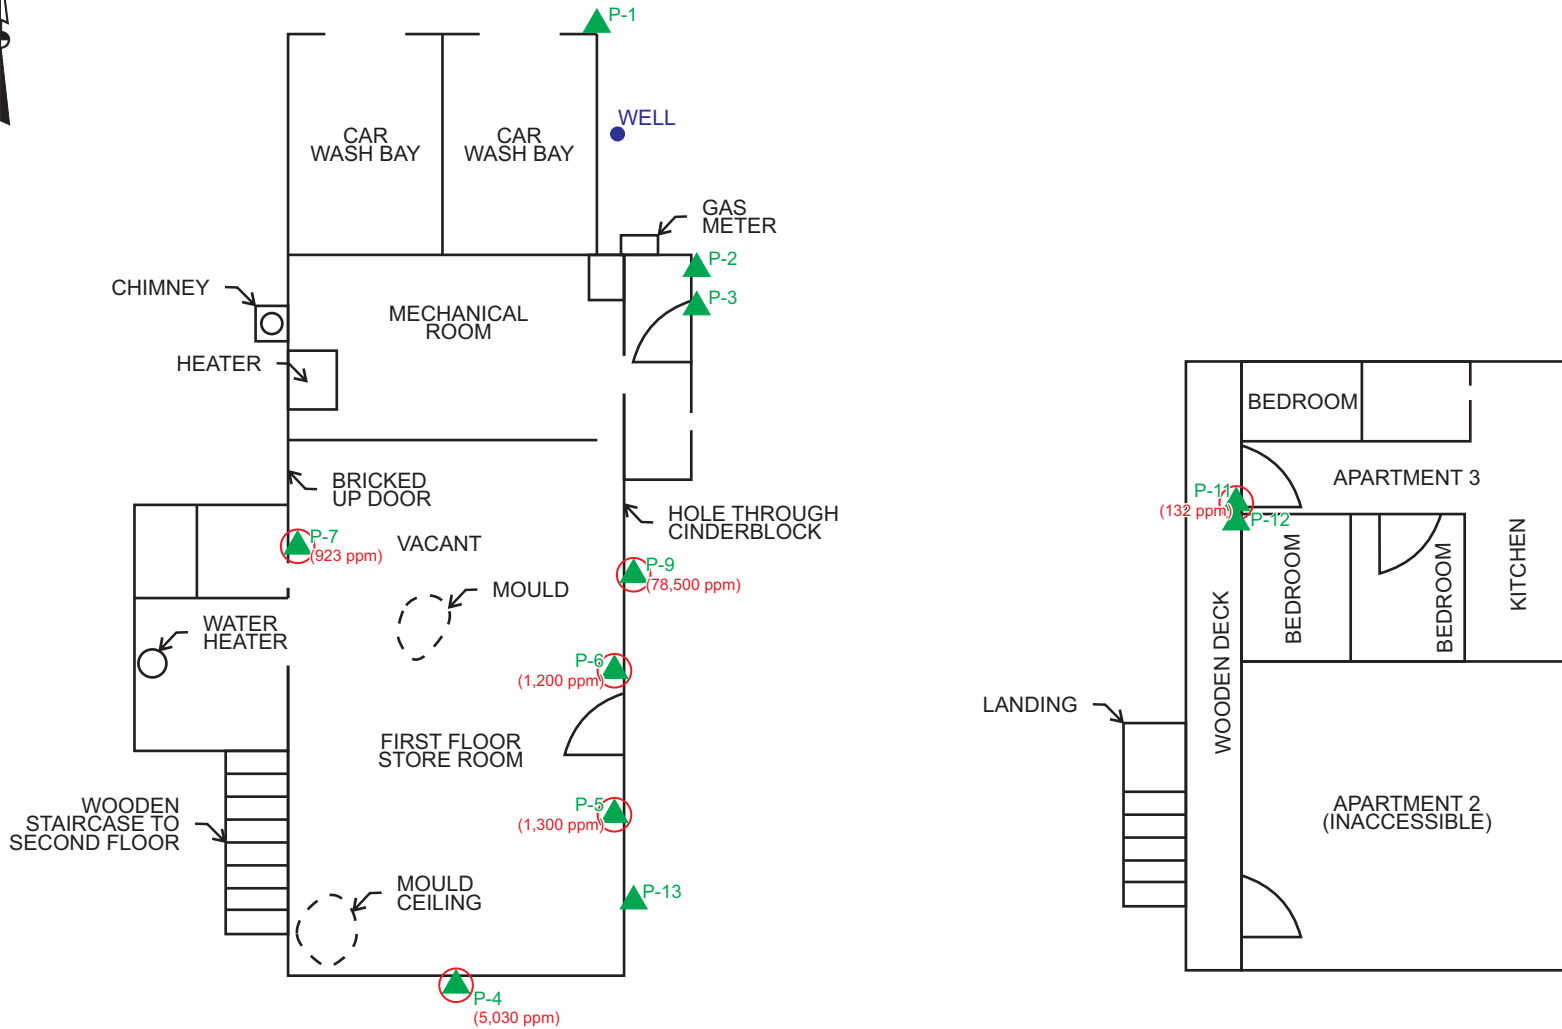 P-1
WELL
CAR
WASH BAY
CAR
WASH BAY
GAS
METER
P-2
P-3
CHIMNEY
MECHANICAL
ROOM
HEATER
BRICKED
UP DOOR
HOLE THROUGH
CINDERBLOCK
P-7
(923 ppm)
VACANT
P-9
(78,500 ppm)
MOULD
WATER
HEATER
P-6
(1,200 ppm)
FIRST FLOOR
STORE ROOM
P-5
(1,300 ppm)
WOODEN
STAIRCASE TO
SECOND FLOOR
MOULD
CEILING
P-13
P-4
(5,030 ppm)
BEDROOM
APARTMENT 3
P-11
(132 ppm)
P-12
BEDROOM
BEDROOM
KITCHEN
WOODEN DECK
LANDING
APARTMENT 2
(INACCESSIBLE)